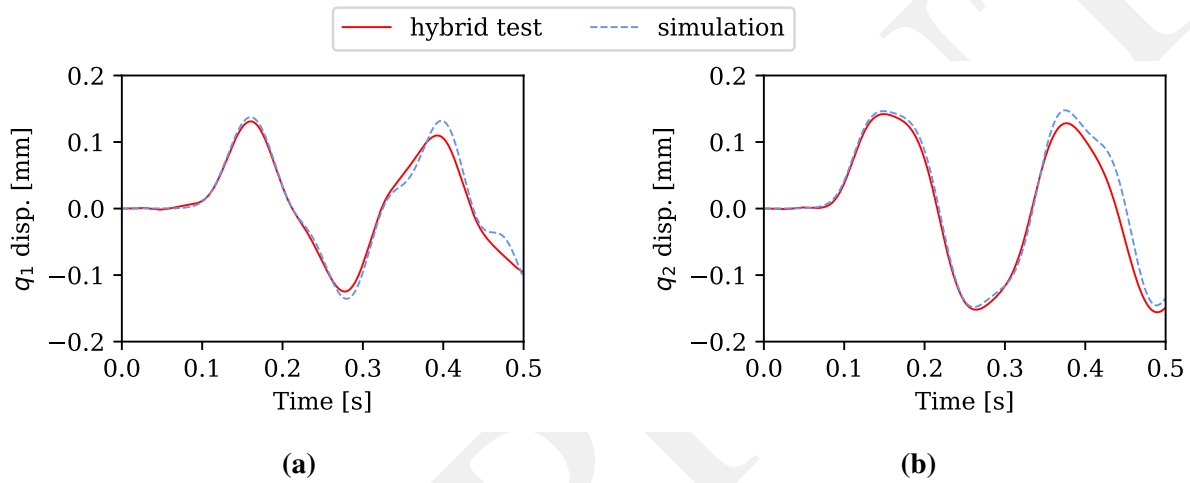 hybrid test simulation
0.2 0.1 0.0 −0.1 −0.2
q₁ disp. [mm]
0.0 0.1 0.2 0.3 0.4 0.5
Time [s]
(a)
0.2 0.1 0.0 −0.1 −0.2
q₂ disp. [mm]
0.0 0.1 0.2 0.3 0.4 0.5
Time [s]
(b)